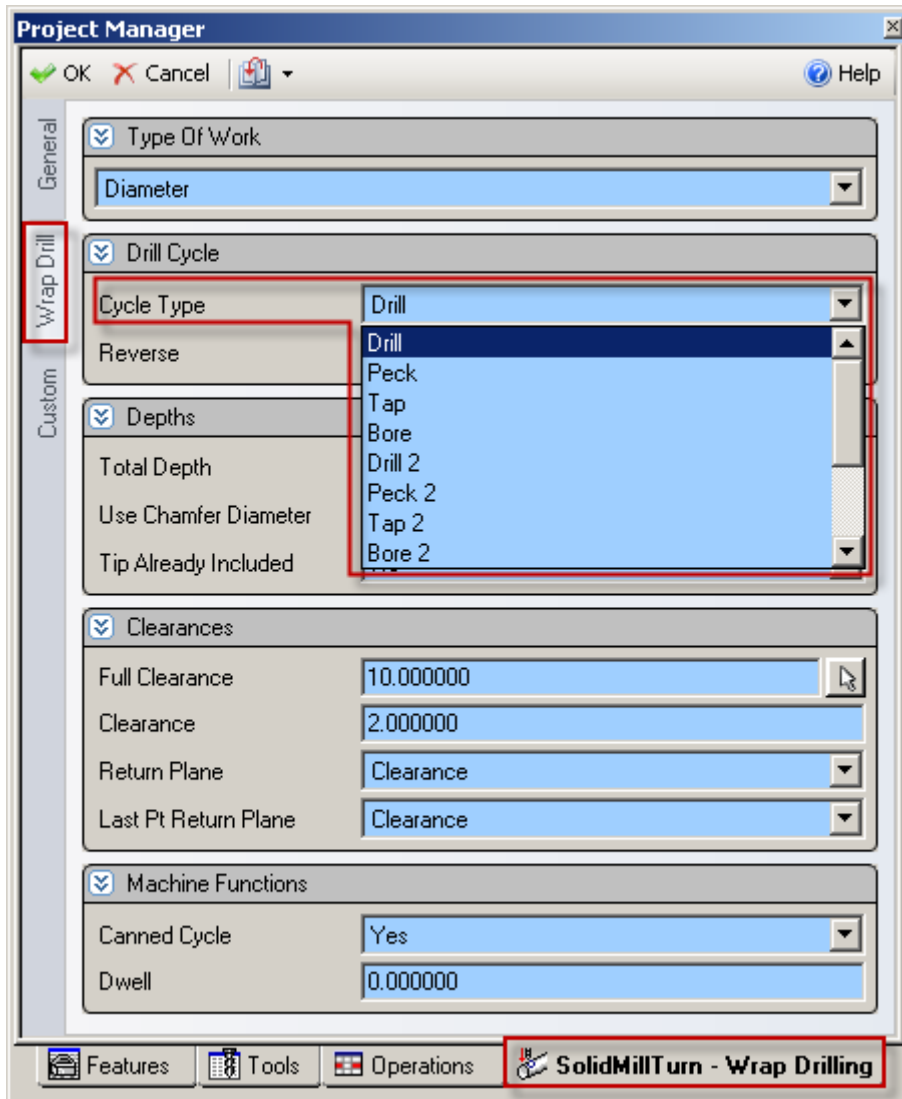 Project Manager
OK Cancel Help
General
Wrap Drill
Custom
Type Of Work
Diameter
Drill Cycle
Cycle Type Drill
Reverse
Drill
Peck
Tap
Bore
Drill 2
Peck 2
Tap 2
Bore 2
Depths
Total Depth
Use Chamfer Diameter
Tip Already Included
Clearances
Full Clearance 10.000000
Clearance 2.000000
Return Plane Clearance
Last Pt Return Plane Clearance
Machine Functions
Canned Cycle Yes
Dwell 0.000000
Features Tools Operations SolidMillTurn - Wrap Drilling